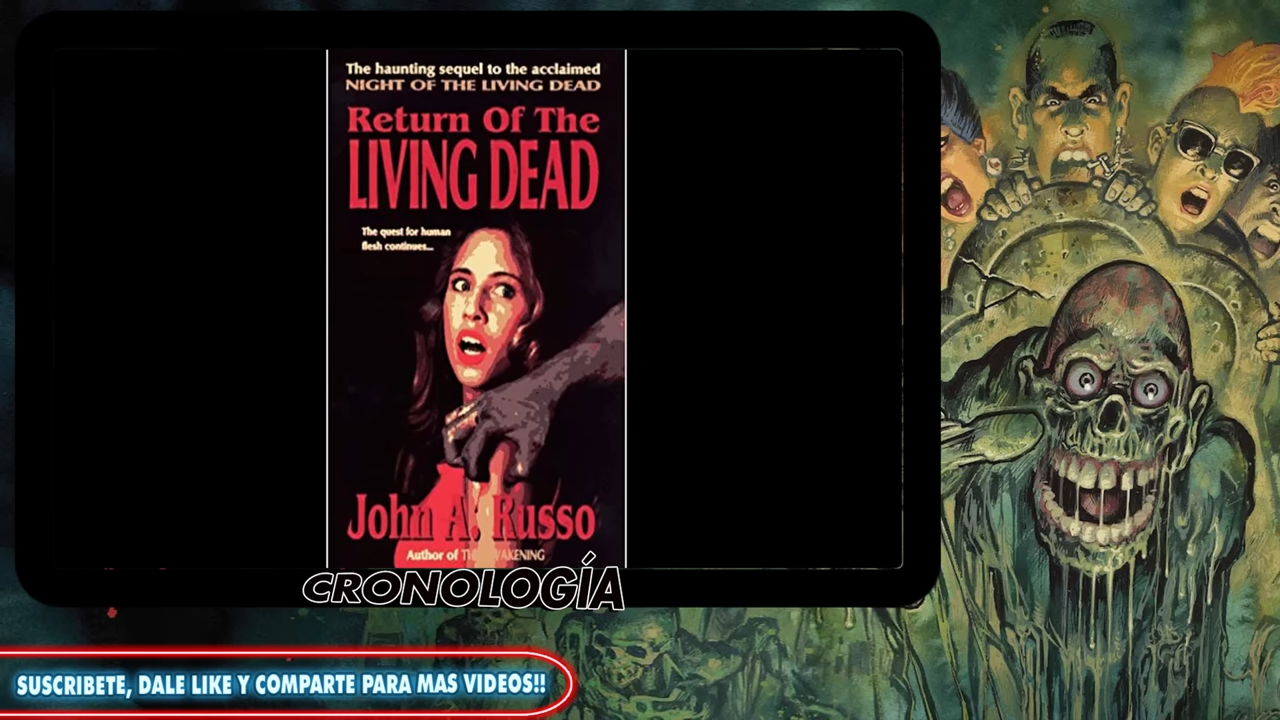 The haunting sequel to the acclaimed
NIGHT OF THE LIVING DEAD
Return Of The
LIVING DEAD
The quest for human
flesh continues...
John A. Russo
Author of
CRONOLOGÍA
SUSCRIBETE, DALE LIKE Y COMPARTE PARA MAS VIDEOS!!